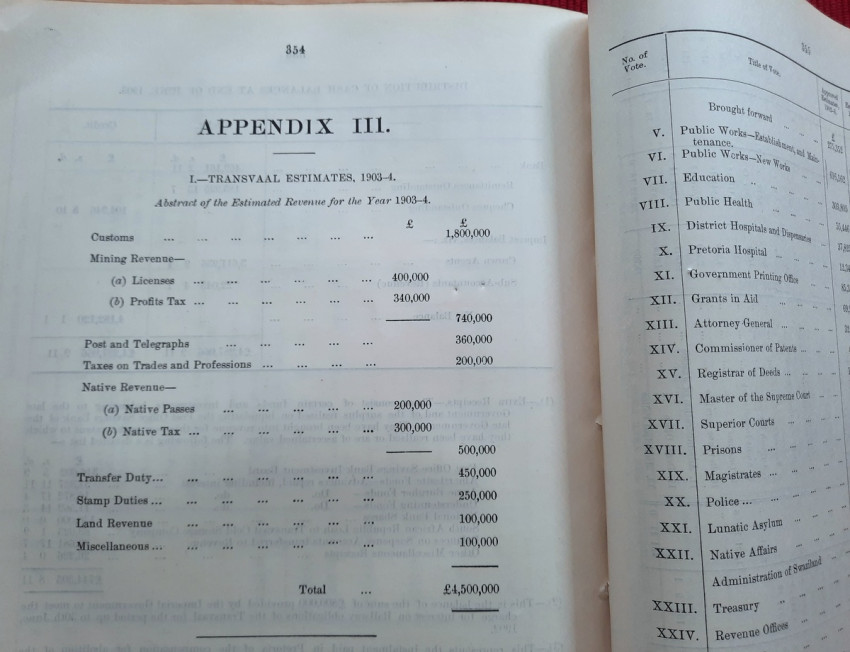 354
APPENDIX III.
I.—TRANSVAAL ESTIMATES, 1903-4.
Abstract of the Estimated Revenue for the Year 1903-4.
£ £
Customs ... ... ... ... ... ... 1,800,000
Mining Revenue—
(a) Licenses ... ... ... ... ... 400,000
(b) Profits Tax ... ... ... ... ... 340,000
740,000
Post and Telegraphs ... ... ... ... ... 360,000
Taxes on Trades and Professions ... ... ... ... 200,000
Native Revenue—
(a) Native Passes ... ... ... ... ... 200,000
(b) Native Tax ... ... ... ... ... 300,000
500,000
Transfer Duty... ... ... ... ... ... ... 450,000
Stamp Duties ... ... ... ... ... ... ... 250,000
Land Revenue ... ... ... ... ... ... 100,000
Miscellaneous ... ... ... ... ... ... ... 100,000
Total ... £4,500,000
355
No. of Vote. Title of Vote.
Brought forward ... ... £
V. Public Works—Establishment, and Main-
tenance.
VI. Public Works—New Works
VII. Education ... ... ... ...
VIII. Public Health ... ... ...
IX. District Hospitals and Dispensaries
X. Pretoria Hospital ... ... ...
XI. Government Printing Office
XII. Grants in Aid ... ... ...
XIII. Attorney General ... ... ...
XIV. Commissioner of Patents ... ...
XV. Registrar of Deeds ... ... ...
XVI. Master of the Supreme Court ...
XVII. Superior Courts ... ... ...
XVIII. Prisons ... ... ... ...
XIX. Magistrates ... ... ... ...
XX. Police ... ... ... ... ...
XXI. Lunatic Asylum ... ... ...
XXII. Native Affairs ... ... ...
Administration of Swaziland
XXIII. Treasury ... ... ...
XXIV. Revenue Offices ... ...